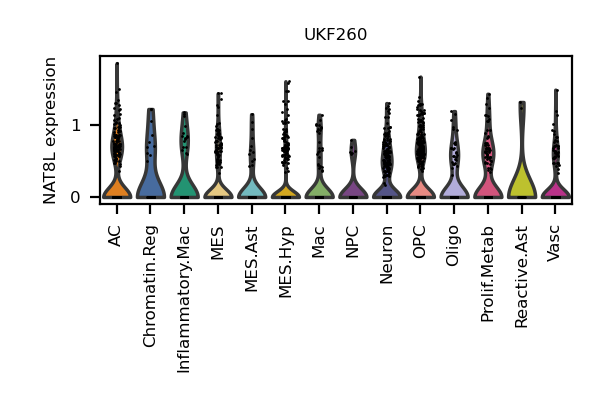 UKF260
NAT8L expression
1
0
AC
Chromatin.Reg
Inflammatory.Mac
MES
MES.Ast
MES.Hyp
Mac
NPC
Neuron
OPC
Oligo
Prolif.Metab
Reactive.Ast
Vasc